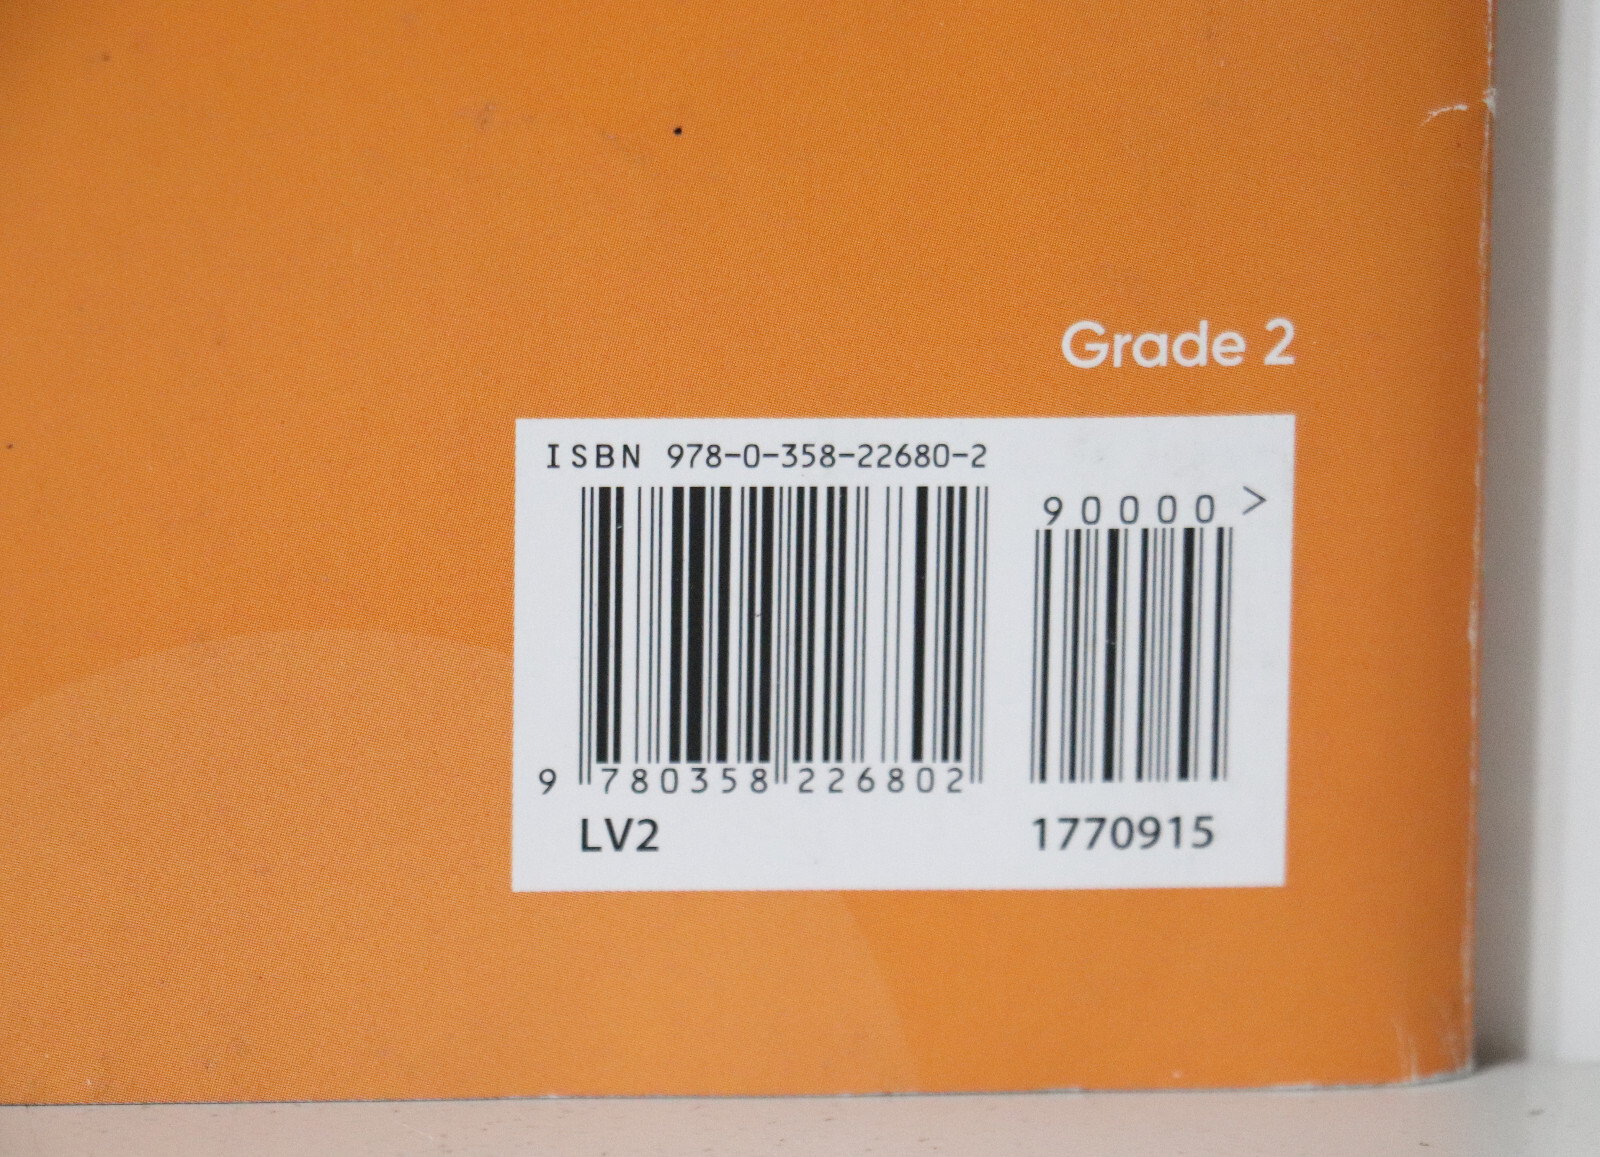 Grade 2
ISBN 978-0-358-22680-2
90000>
9 780358 226802
LV2
1770915